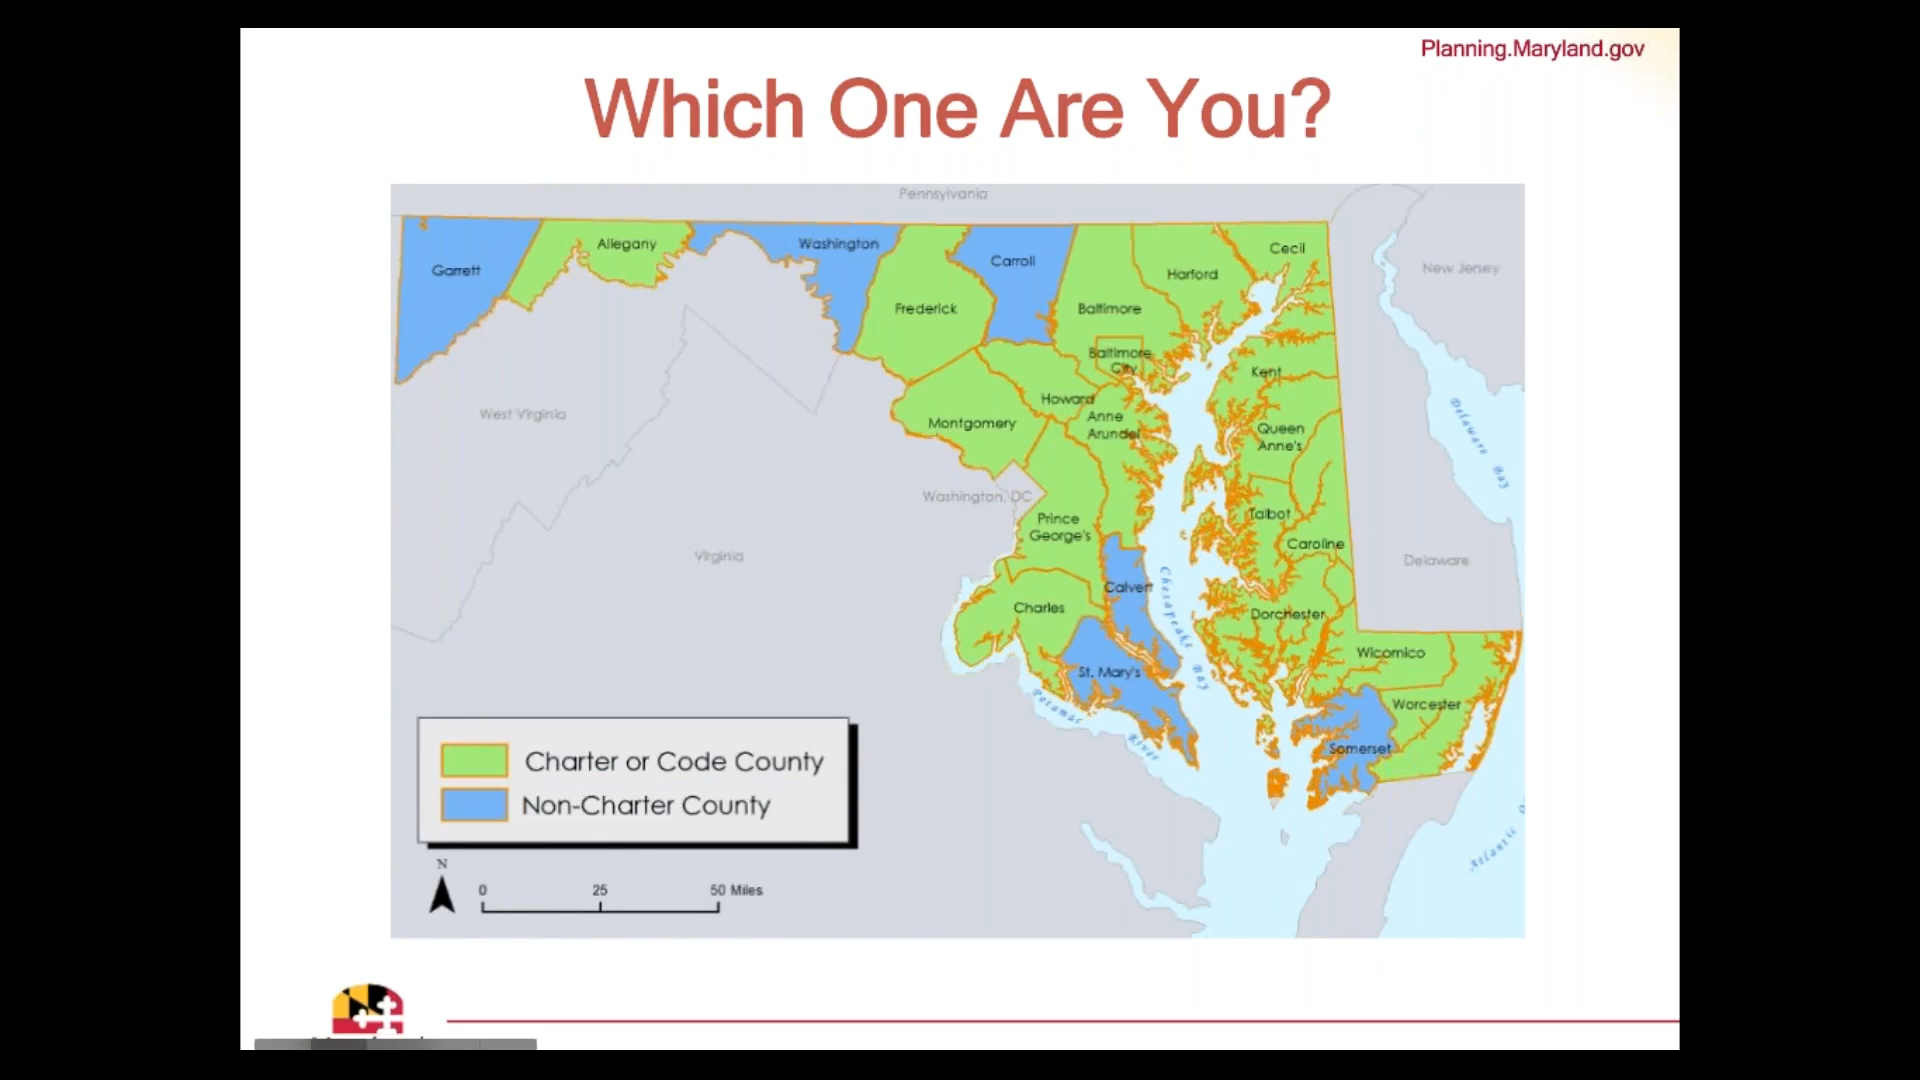 Planning.Maryland.gov
Which One Are You?
Pennsylvania
Garrett
Allegany
Washington
Carroll
Frederick
Baltimore
Harford
Cecil
New Jersey
Baltimore
City
Kent
West Virginia
Montgomery
Howard
Anne
Arundel
Queen
Anne's
Delaware Bay
Washington, DC
Prince
George's
Talbot
Caroline
Virginia
Delaware
Calvert
Chesapeake Bay
Charles
Dorchester
St. Mary's
Wicomico
Potomac River
Worcester
Somerset
Atlantic
Charter or Code County
Non-Charter County
N
0 25 50 Miles